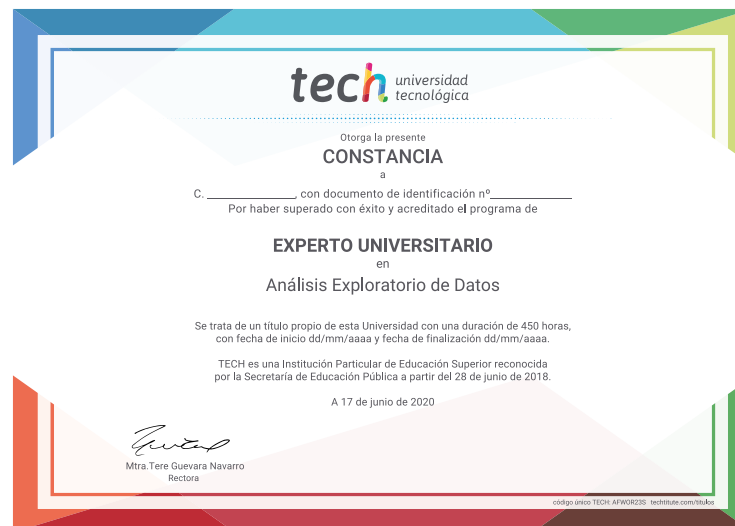 tech universidad
tecnológica
Otorga la presente
CONSTANCIA
a
C. ________________, con documento de identificación nº______________
Por haber superado con éxito y acreditado el programa de
EXPERTO UNIVERSITARIO
en
Análisis Exploratorio de Datos
Se trata de un título propio de esta Universidad con una duración de 450 horas,
con fecha de inicio dd/mm/aaaa y fecha de finalización dd/mm/aaaa.
TECH es una Institución Particular de Educación Superior reconocida
por la Secretaría de Educación Pública a partir del 28 de junio de 2018.
A 17 de junio de 2020
Mtra.Tere Guevara Navarro
Rectora
código único TECH: AFWOR23S techtitute.com/titulos